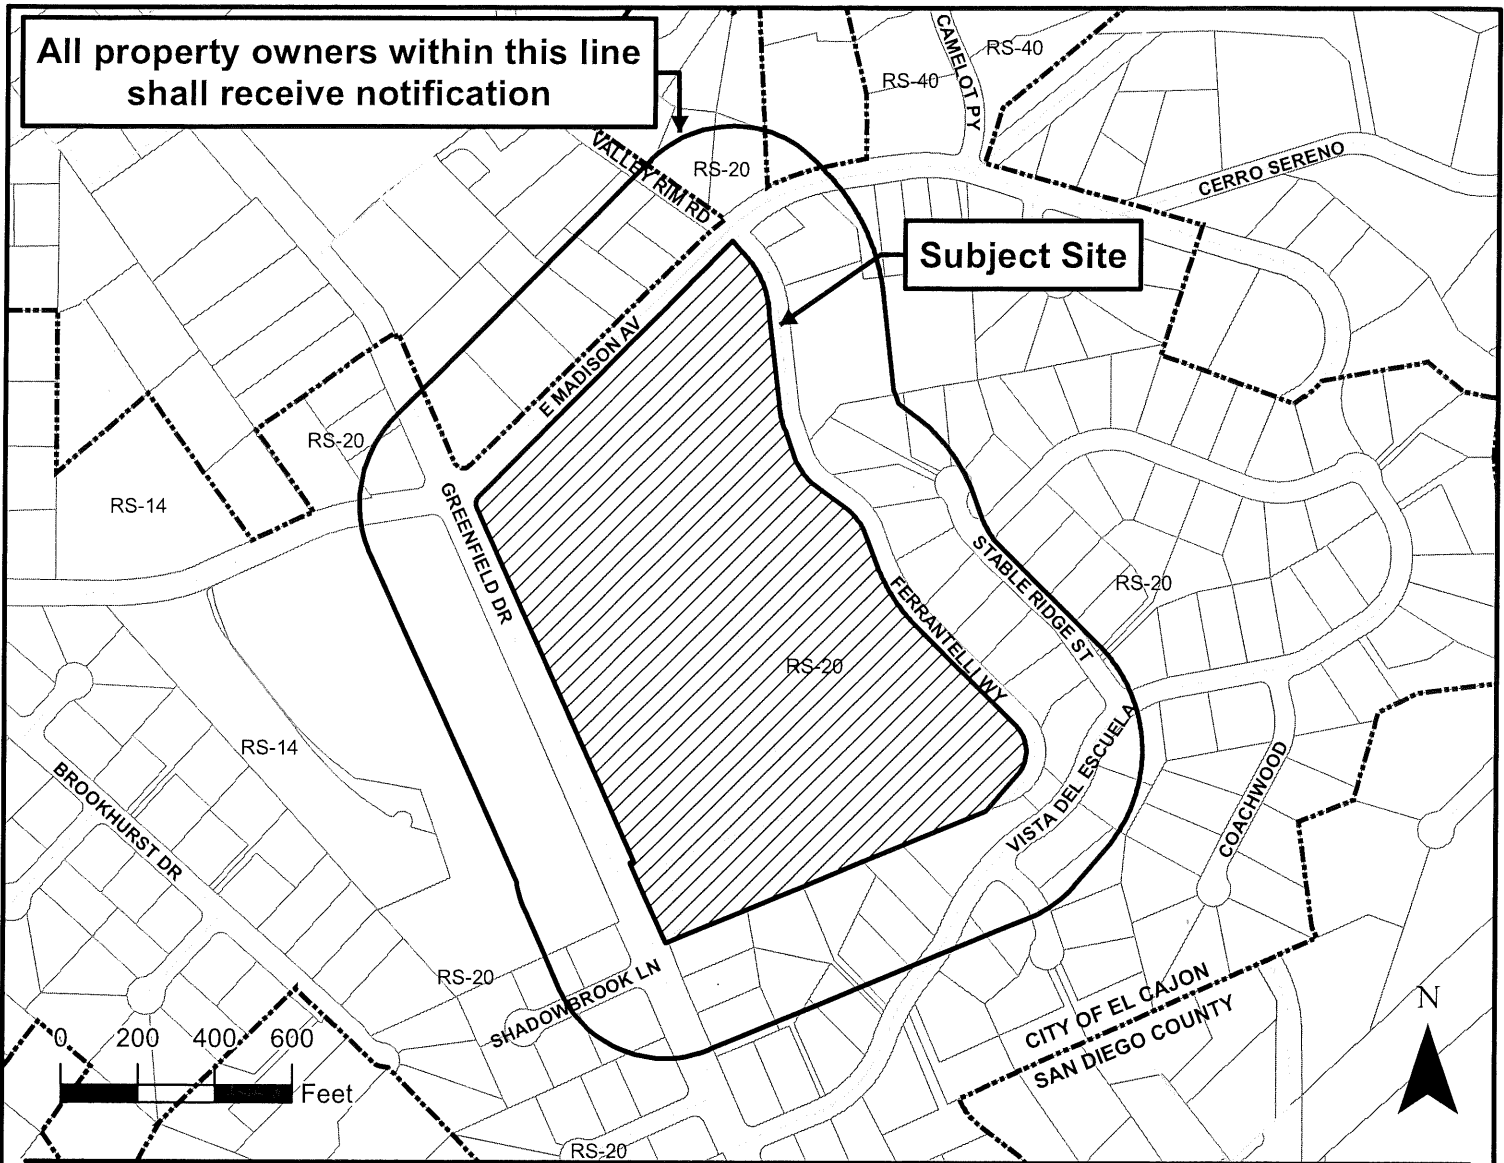 All property owners within this line
shall receive notification
CAMELOT PY
RS-40
RS-40
VALLEY RIM RD
RS-20
CERRO SERENO
Subject Site
E MADISON AV
RS-20
RS-14
GREENFIELD DR
STABLE RIDGE ST
RS-20
FERRANTELLI WY
RS-20
VISTA DEL ESCUELA
RS-14
BROOKHURST DR
COACHWOOD
RS-20
SHADOWBROOK LN
CITY OF EL CAJON
SAN DIEGO COUNTY
N
0 200 400 600
Feet
RS-20